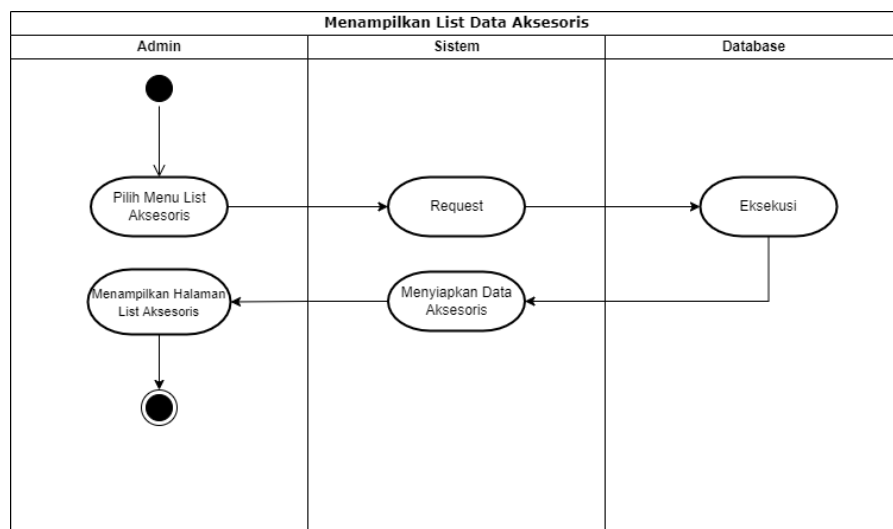 Menampilkan List Data Aksesoris
Admin
Sistem
Database
Pilih Menu List
Aksesoris
Request
Eksekusi
Menampilkan Halaman
List Aksesoris
Menyiapkan Data
Aksesoris